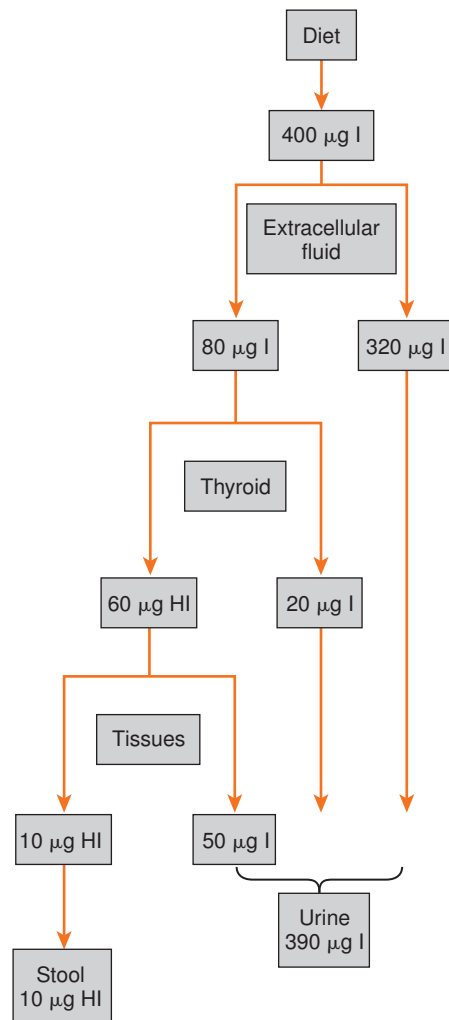 Diet
400 μg I
Extracellular
fluid
80 μg I
320 μg I
Thyroid
60 μg HI
20 μg I
Tissues
10 μg HI
50 μg I
Urine
390 μg I
Stool
10 μg HI